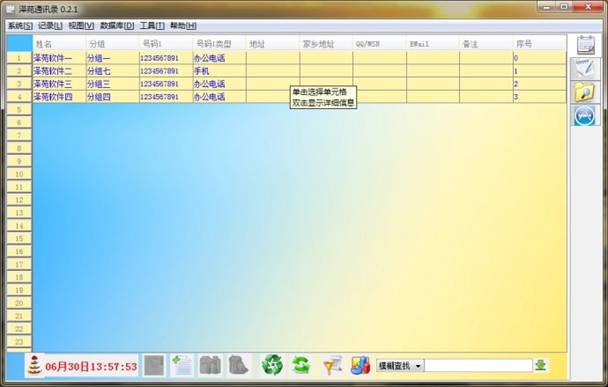 泽苑通讯录 0.2.1
系统[S] 记录[L] 视图[V] 数据库[D] 工具[T] 帮助[H]
姓名 分组 号码1 号码1类型 地址 家乡地址 QQ/MSN EMail 备注 序号
1 泽苑软件一 分组一 1234567891 办公电话 0
2 泽苑软件二 分组七 1234567891 手机 1
3 泽苑软件三 分组三 1234567891 办公电话 2
4 泽苑软件四 分组四 1234567891 办公电话 3
单击选择单元格
双击显示详细信息
5
6
7
8
9
10
11
12
13
14
15
16
17
18
19
20
21
22
23
06月30日13:57:53 模糊查找